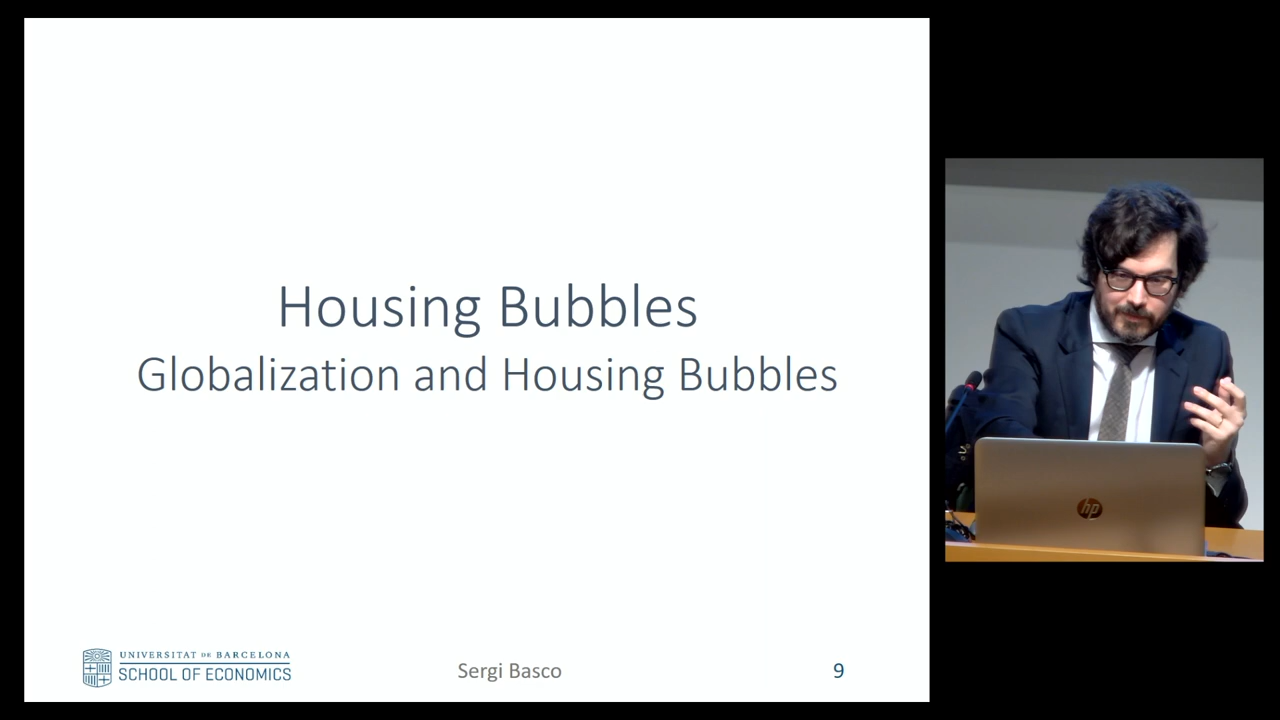 Housing Bubbles
Globalization and Housing Bubbles
UNIVERSITAT DE BARCELONA
SCHOOL OF ECONOMICS
Sergi Basco
9
hp